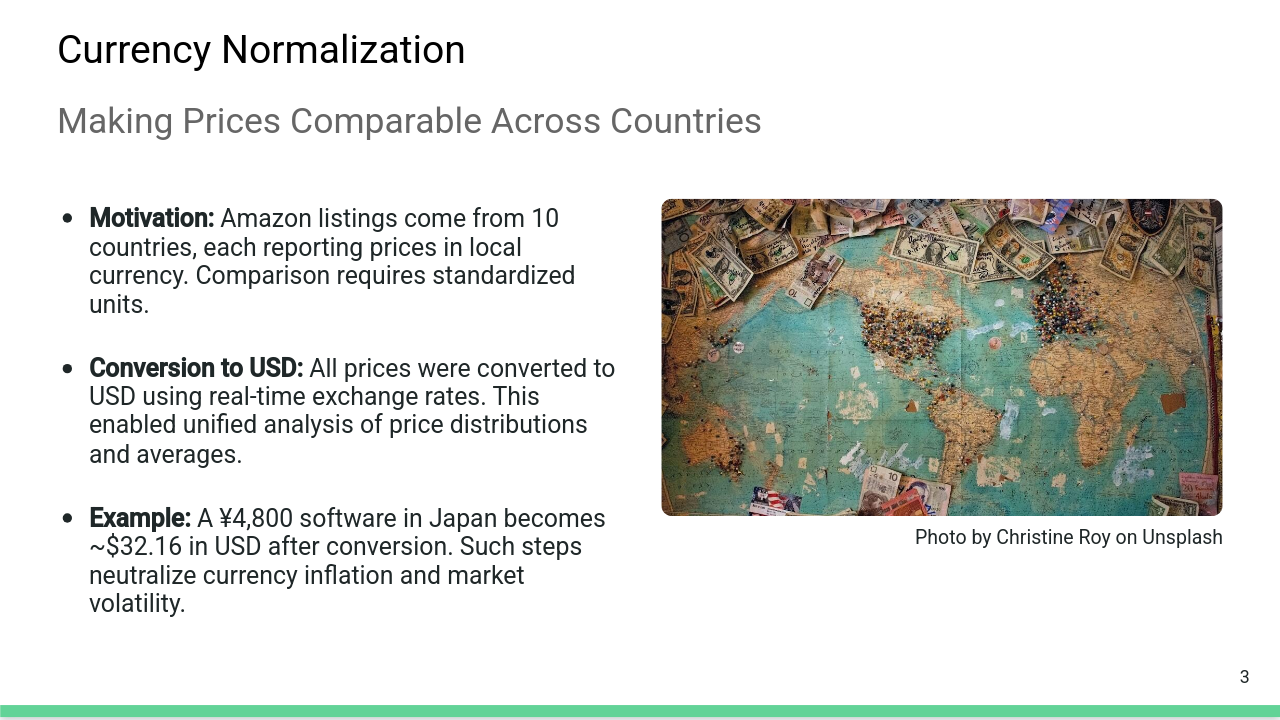 Currency Normalization
Making Prices Comparable Across Countries
• Motivation: Amazon listings come from 10
countries, each reporting prices in local
currency. Comparison requires standardized
units.
• Conversion to USD: All prices were converted to
USD using real-time exchange rates. This
enabled unified analysis of price distributions
and averages.
• Example: A ¥4,800 software in Japan becomes
~$32.16 in USD after conversion. Such steps
neutralize currency inflation and market
volatility.
Photo by Christine Roy on Unsplash
3